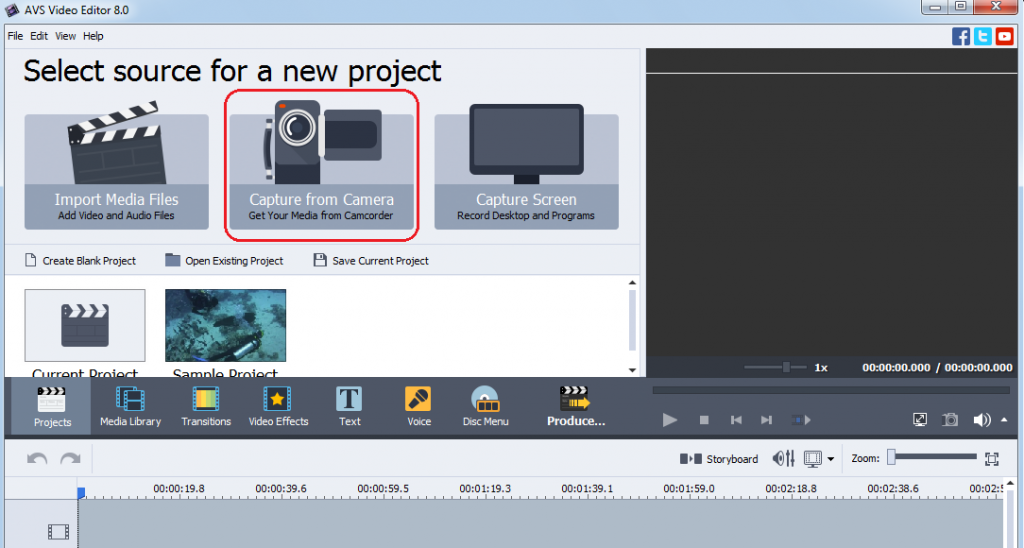 AVS Video Editor 8.0
File Edit View Help
Select source for a new project
Import Media Files
Add Video and Audio Files
Capture from Camera
Get Your Media from Camcorder
Capture Screen
Record Desktop and Programs
Create Blank Project Open Existing Project Save Current Project
Current Project Sample Project
1x 00:00:00.000 / 00:00:00.000
Projects Media Library Transitions Video Effects Text Voice Disc Menu Produce...
Storyboard Zoom:
00:00:19.8 00:00:39.6 00:00:59.5 00:01:19.3 00:01:39.1 00:01:59.0 00:02:18.8 00:02:38.6 00:02:5